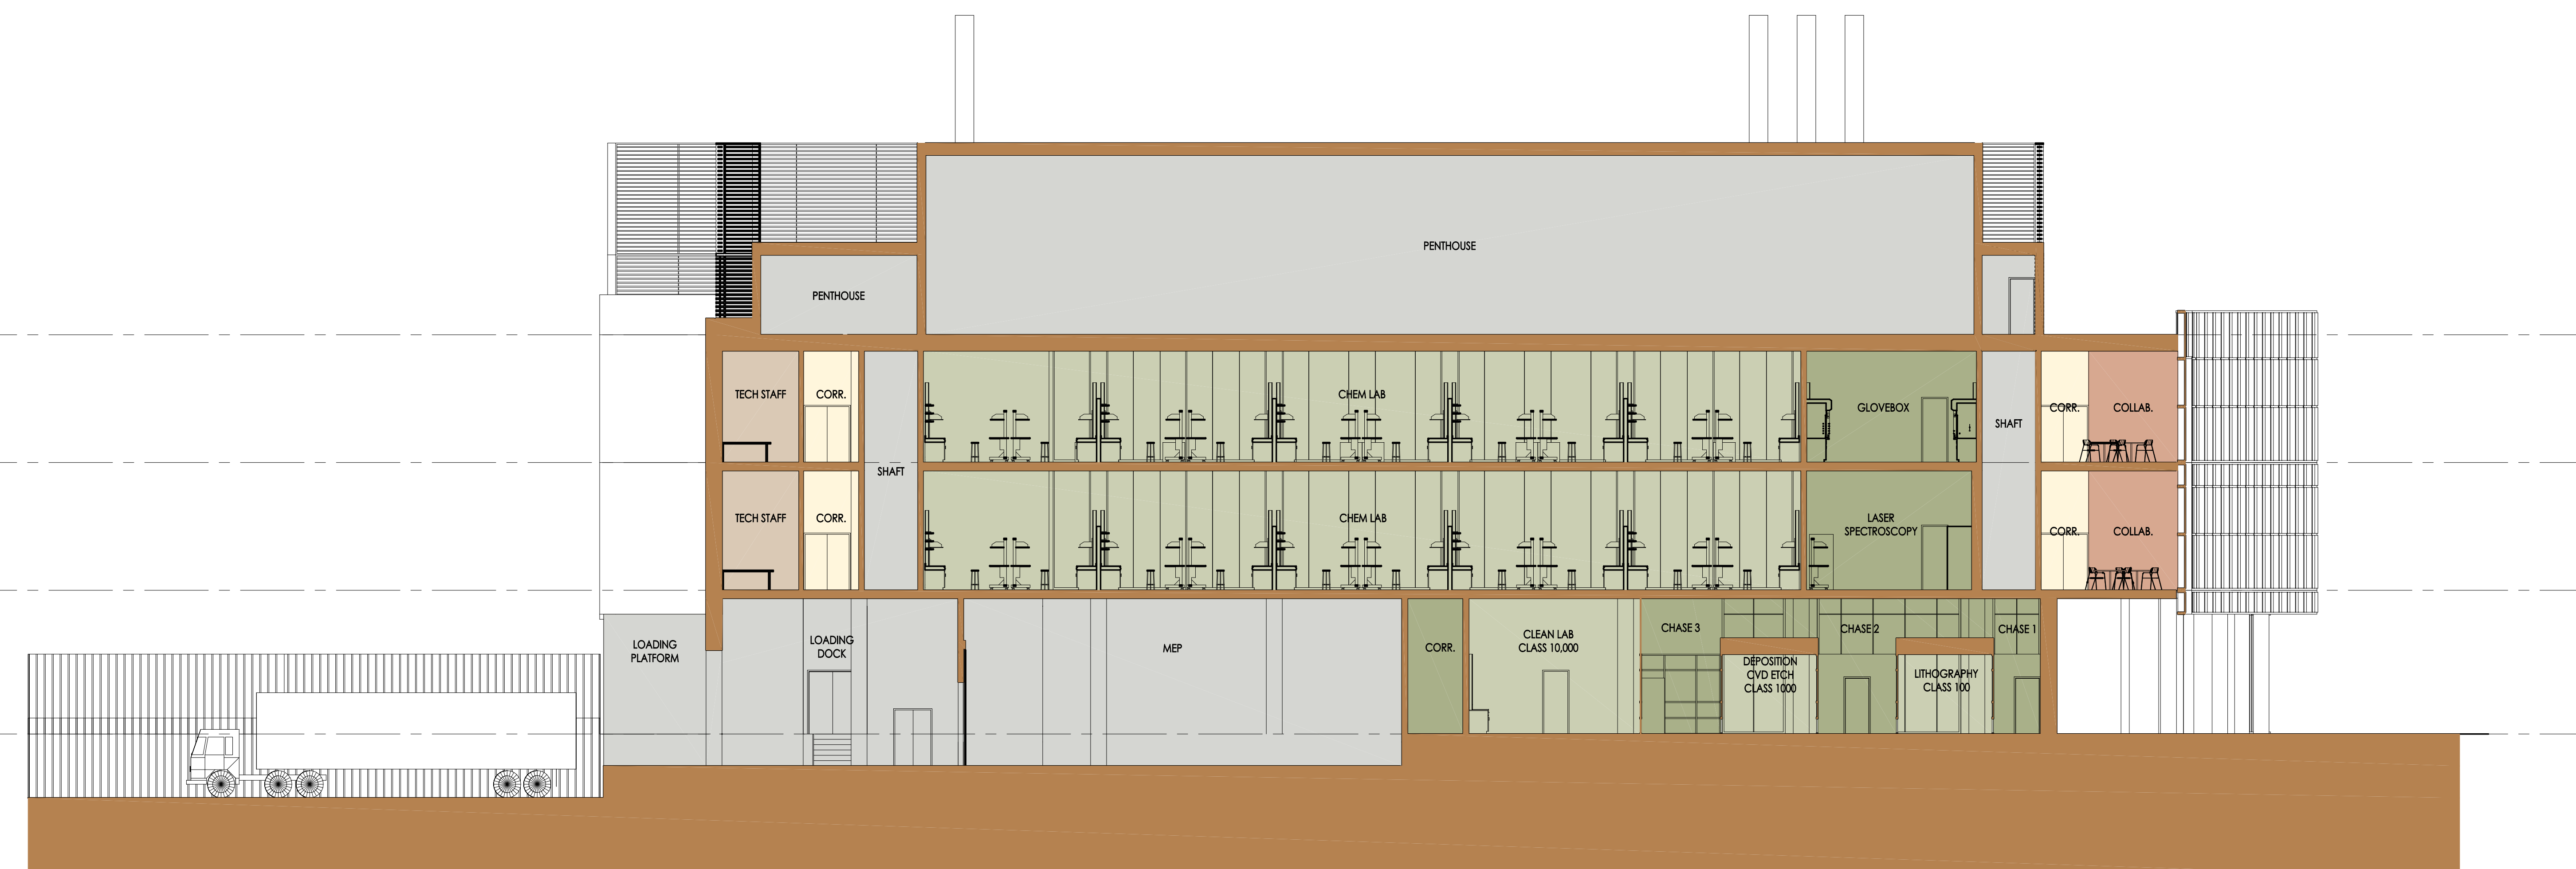 PENTHOUSE
PENTHOUSE
TECH STAFF
CORR.
CHEM LAB
GLOVEBOX
SHAFT
CORR.
COLLAB.
SHAFT
TECH STAFF
CORR.
CHEM LAB
LASER
SPECTROSCOPY
CORR.
COLLAB.
LOADING
PLATFORM
LOADING
DOCK
MEP
CORR.
CLEAN LAB
CLASS 10,000
CHASE 3
DEPOSITION
CVD ETCH
CLASS 1000
CHASE 2
LITHOGRAPHY
CLASS 100
CHASE 1